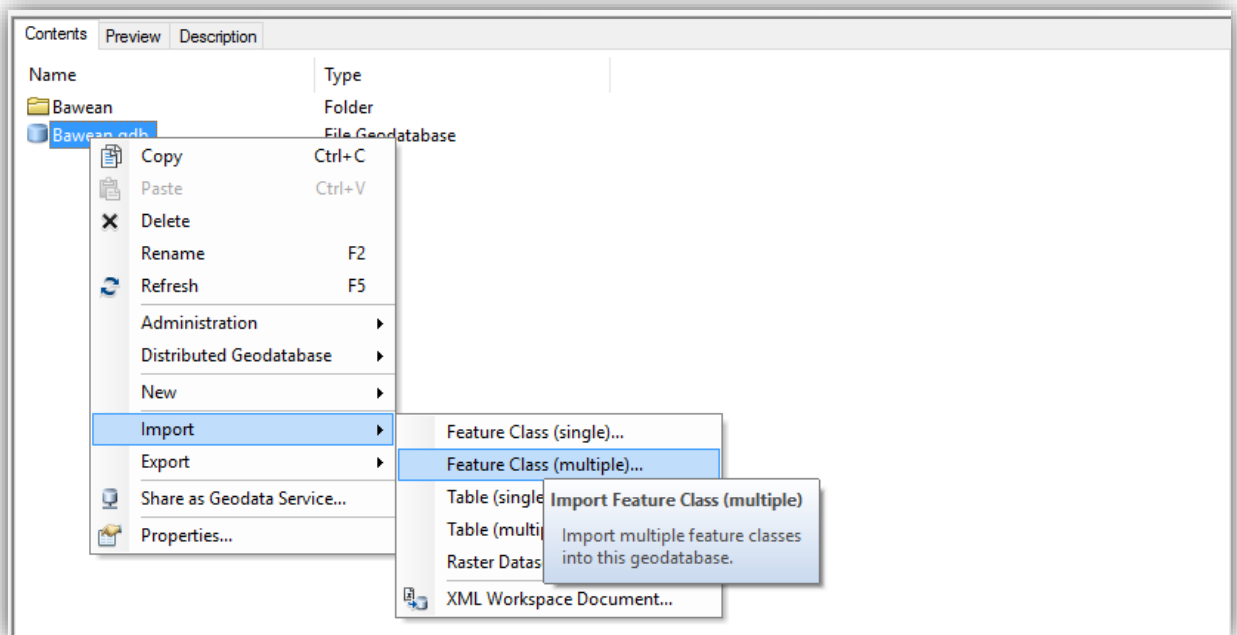 Contents Preview Description
Name Type
Bawean Folder
Bawean.gdb File Geodatabase
Copy Ctrl+C
Paste Ctrl+V
Delete
Rename F2
Refresh F5
Administration
Distributed Geodatabase
New
Import
Export
Share as Geodata Service...
Properties...
Feature Class (single)...
Feature Class (multiple)...
Table (single
Table (multip
Raster Datas
XML Workspace Document...
Import Feature Class (multiple)
Import multiple feature classes
into this geodatabase.